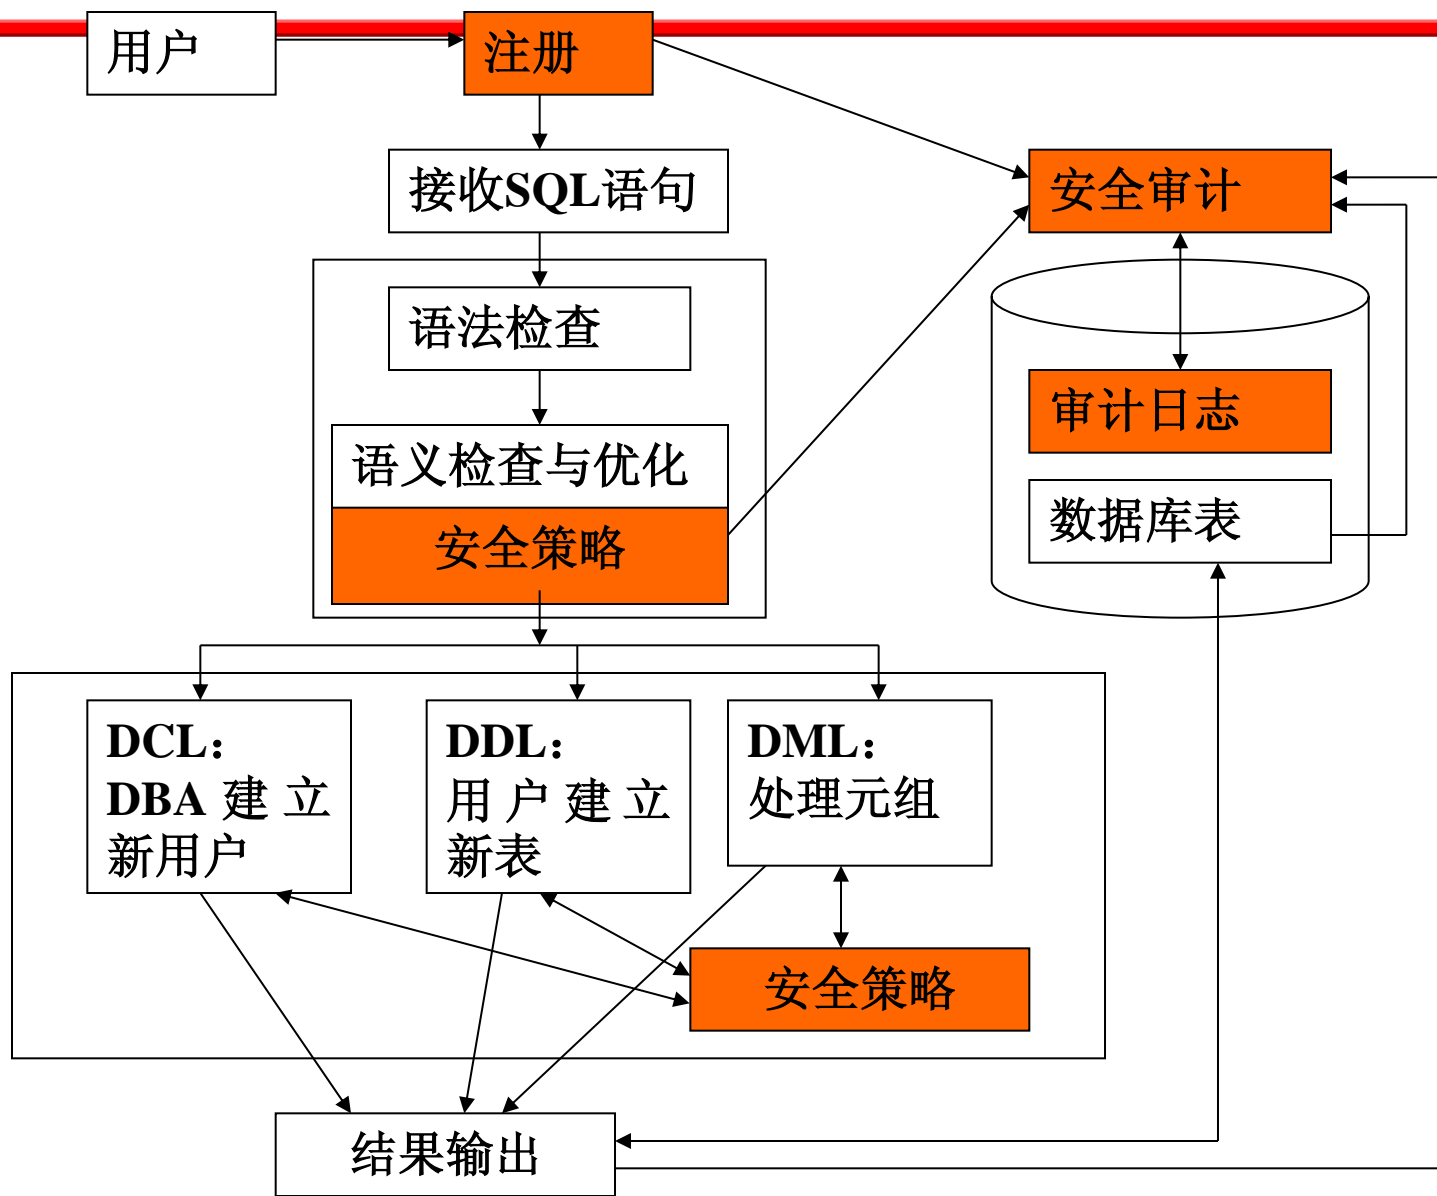 用户
注册
接收SQL语句
安全审计
语法检查
审计日志
语义检查与优化
数据库表
安全策略
DCL：
DBA 建 立
新用户
DDL：
用 户 建 立
新表
DML：
处理元组
安全策略
结果输出